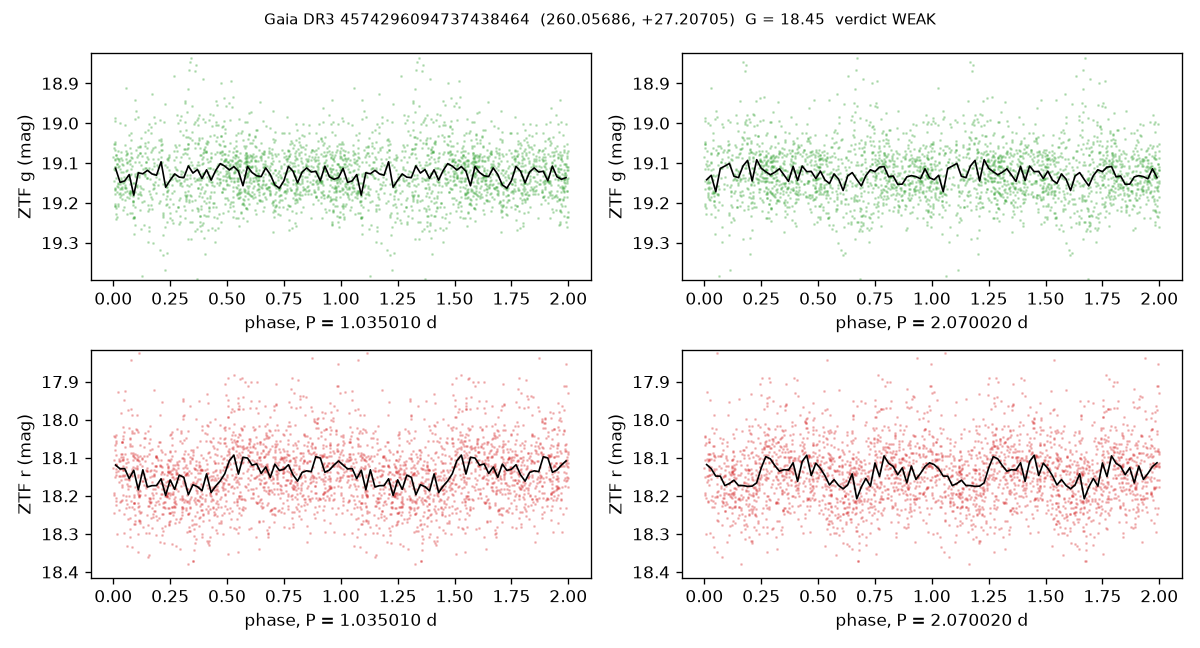 Gaia DR3 4574296094737438464  (260.05686, +27.20705)  G = 18.45  verdict WEAK
ZTF g (mag)
18.9
19.0
19.1
19.2
19.3
0.00 0.25 0.50 0.75 1.00 1.25 1.50 1.75 2.00
phase, P = 1.035010 d
ZTF g (mag)
18.9
19.0
19.1
19.2
19.3
0.00 0.25 0.50 0.75 1.00 1.25 1.50 1.75 2.00
phase, P = 2.070020 d
ZTF r (mag)
17.9
18.0
18.1
18.2
18.3
18.4
0.00 0.25 0.50 0.75 1.00 1.25 1.50 1.75 2.00
phase, P = 1.035010 d
ZTF r (mag)
17.9
18.0
18.1
18.2
18.3
18.4
0.00 0.25 0.50 0.75 1.00 1.25 1.50 1.75 2.00
phase, P = 2.070020 d